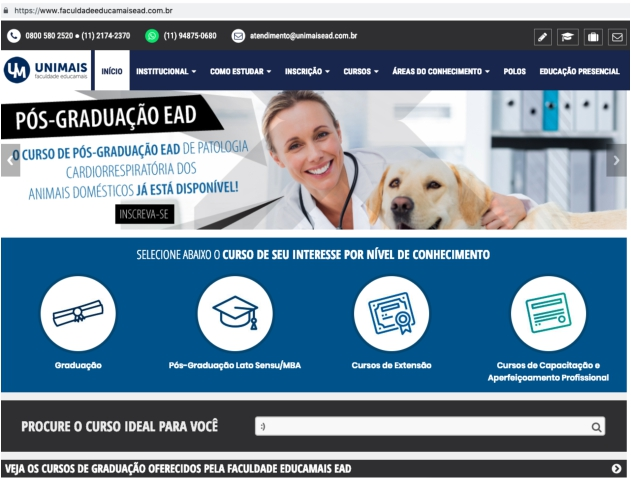 https://www.faculdadeeducamaisead.com.br
0800 580 2520 • (11) 2174-2370 (11) 94875-0680 atendimento@unimaisead.com.br
UM UNIMAIS faculdade educamais INÍCIO INSTITUCIONAL COMO ESTUDAR INSCRIÇÃO CURSOS ÁREAS DO CONHECIMENTO POLOS EDUCAÇÃO PRESENCIAL
PÓS-GRADUAÇÃO EAD
O CURSO DE PÓS-GRADUAÇÃO EAD DE PATOLOGIA
CARDIORRESPIRATÓRIA DOS
ANIMAIS DOMÉSTICOS JÁ ESTÁ DISPONÍVEL!
INSCREVA-SE
SELECIONE ABAIXO O CURSO DE SEU INTERESSE POR NÍVEL DE CONHECIMENTO
Graduação Pós-Graduação Lato Sensu/MBA Cursos de Extensão Cursos de Capacitação e
Aperfeiçoamento Profissional
PROCURE O CURSO IDEAL PARA VOCÊ :)
VEJA OS CURSOS DE GRADUAÇÃO OFERECIDOS PELA FACULDADE EDUCAMAIS EAD